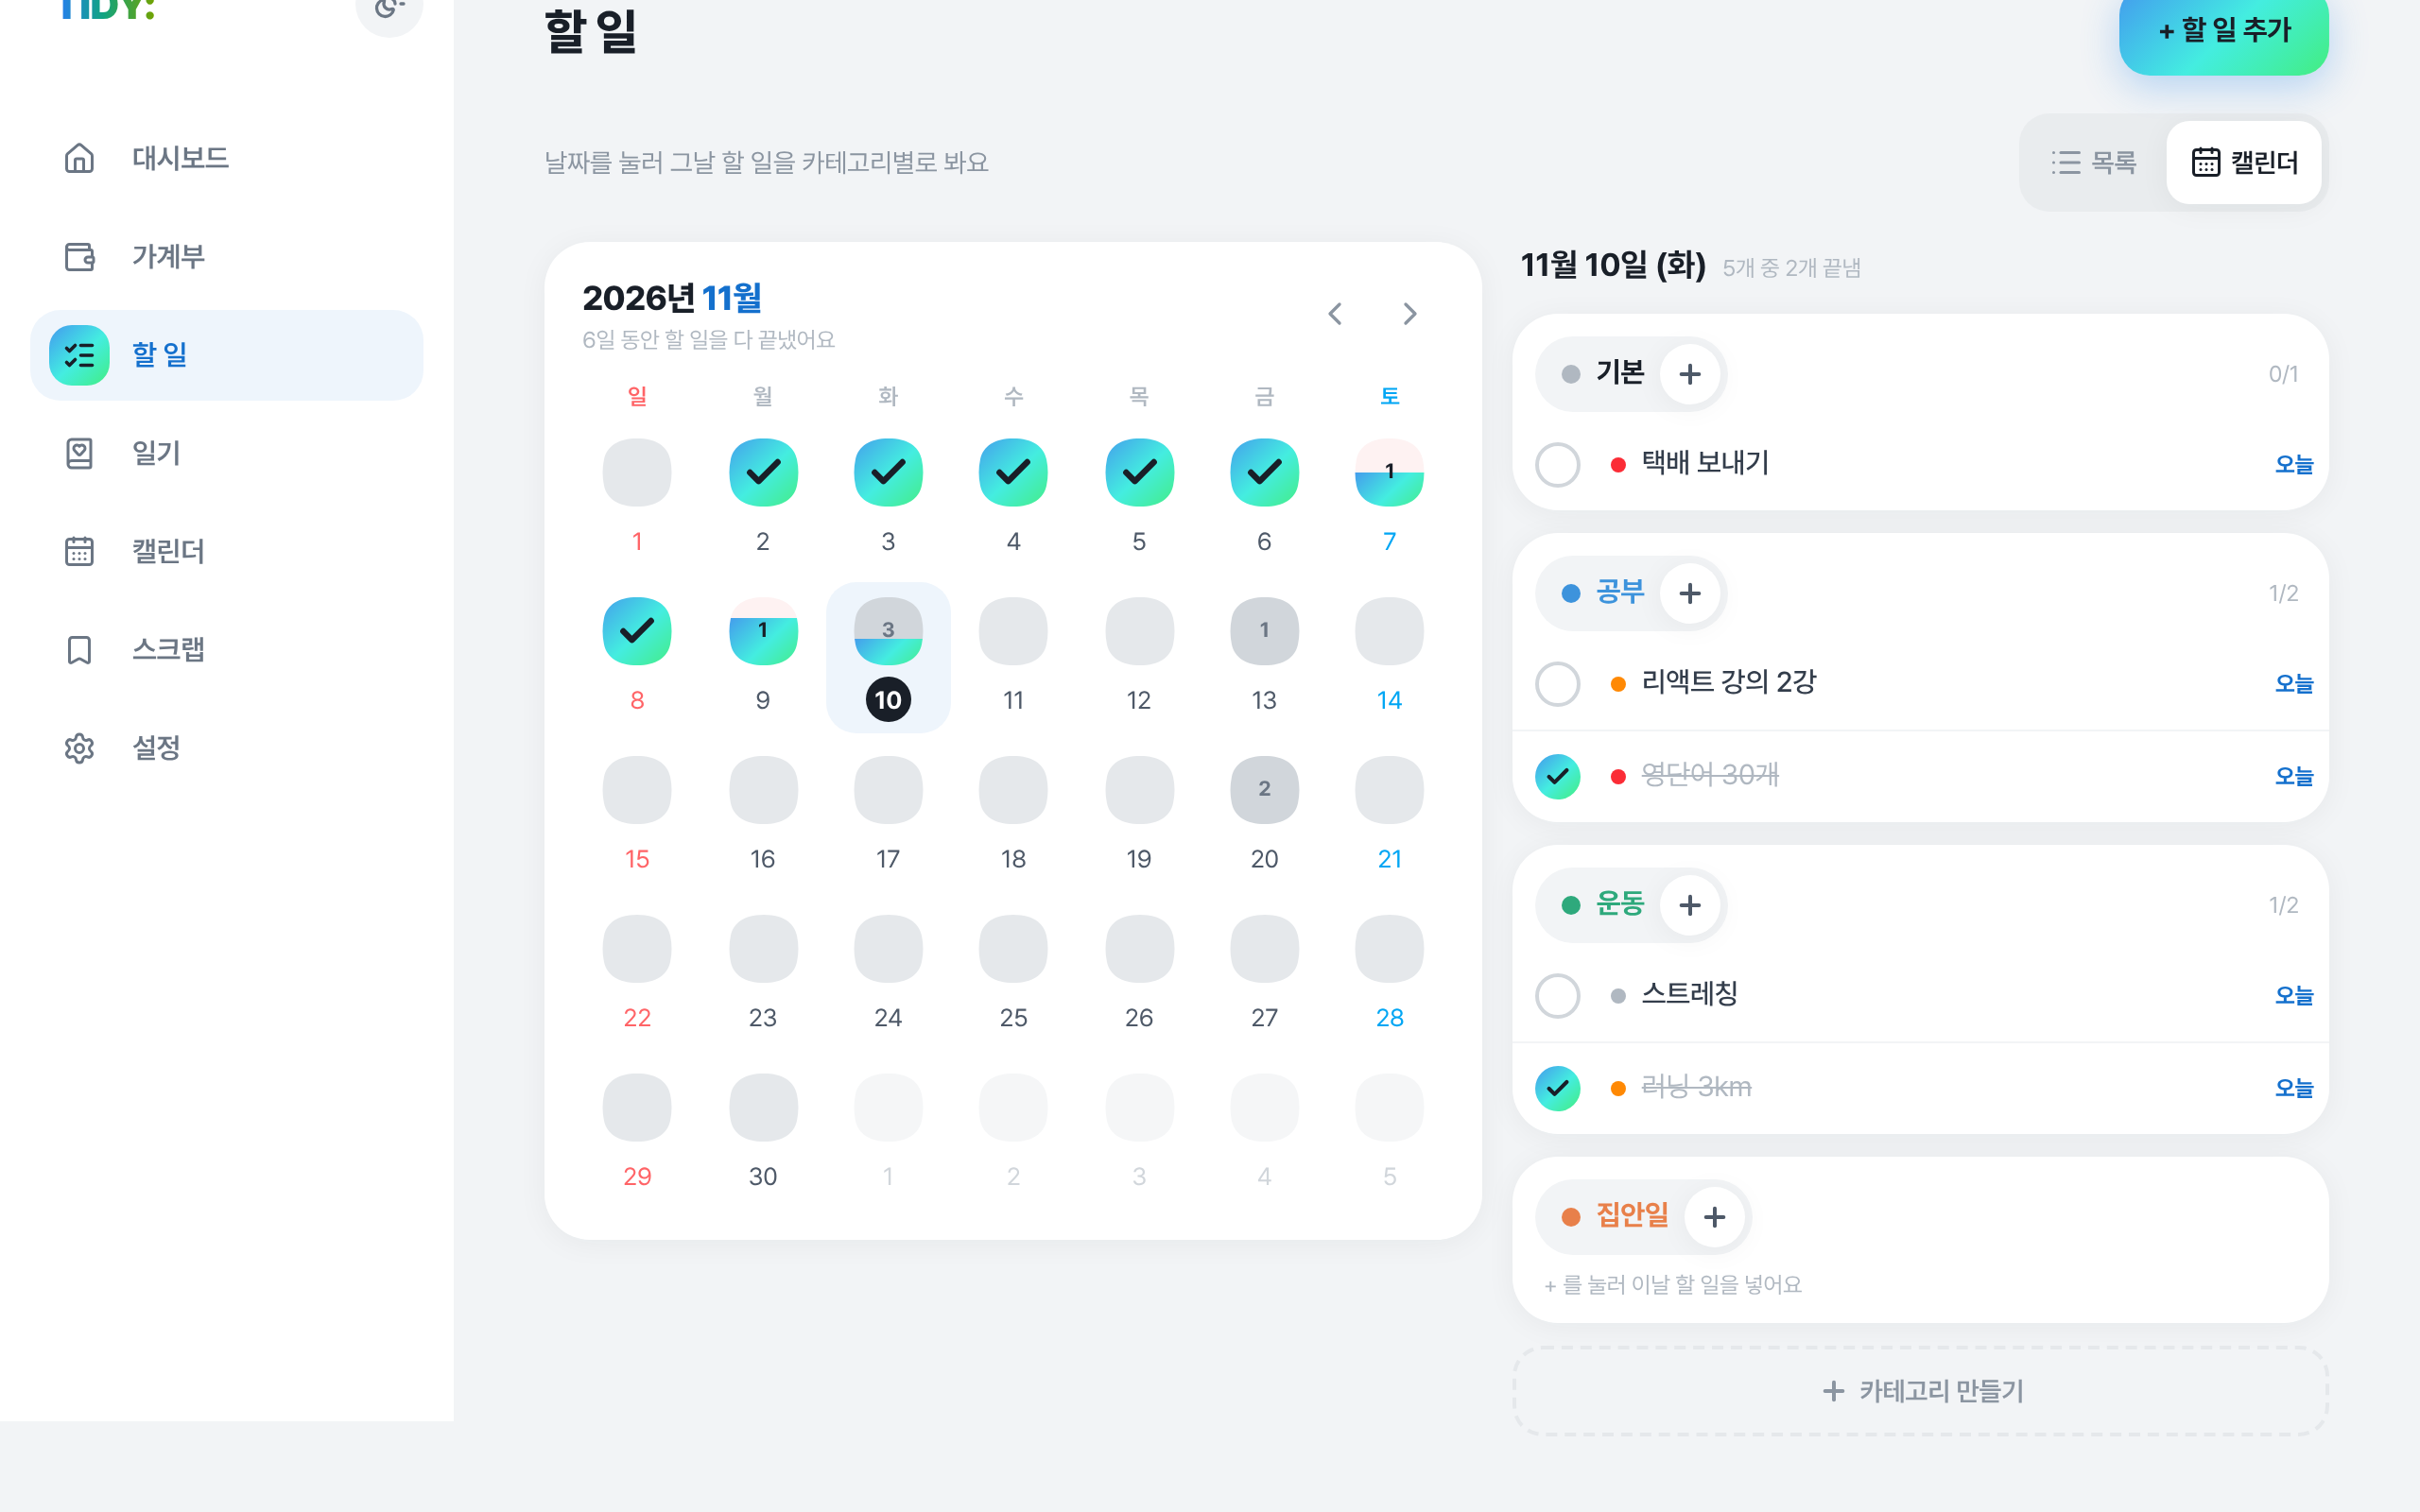 TIDY:
대시보드
가계부
할 일
일기
캘린더
스크랩
설정
할 일
+ 할 일 추가
날짜를 눌러 그날 할 일을 카테고리별로 봐요
목록
캘린더
2026년 11월
6일 동안 할 일을 다 끝냈어요
일 월 화 수 목 금 토
1
1 2 3 4 5 6 7
1 3 1
8 9 10 11 12 13 14
2
15 16 17 18 19 20 21
22 23 24 25 26 27 28
29 30 1 2 3 4 5
11월 10일 (화) 5개 중 2개 끝냄
기본 + 0/1
택배 보내기 오늘
공부 + 1/2
리액트 강의 2강 오늘
영단어 30개 오늘
운동 + 1/2
스트레칭 오늘
러닝 3km 오늘
집안일 +
+ 를 눌러 이날 할 일을 넣어요
+ 카테고리 만들기